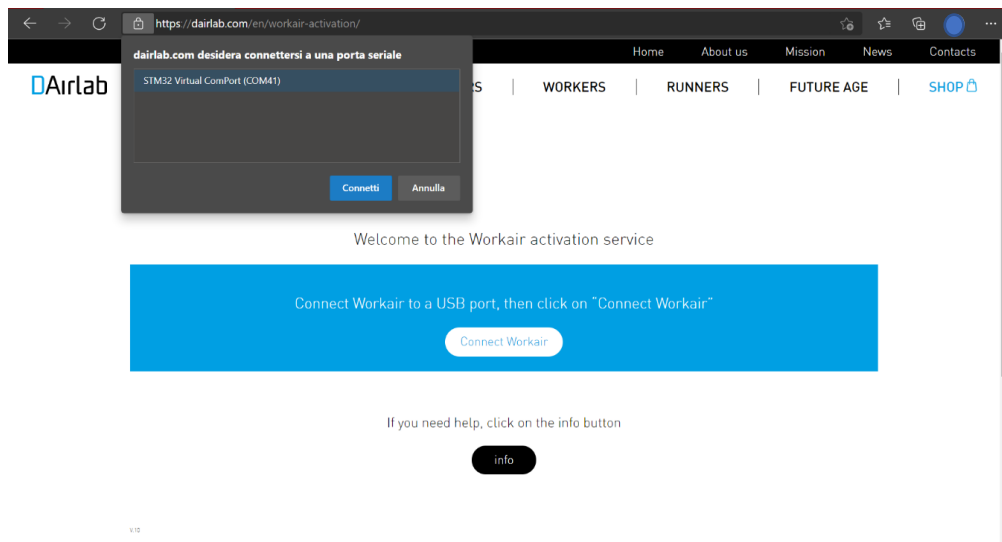 https://dairlab.com/en/workair-activation/
dairlab.com desidera connettersi a una porta seriale
STM32 Virtual ComPort (COM41)
Connetti Annulla
Home About us Mission News Contacts
DAırlab
RS WORKERS RUNNERS FUTURE AGE SHOP
Welcome to the Workair activation service
Connect Workair to a USB port, then click on “Connect Workair”
Connect Workair
If you need help, click on the info button
info
V.10